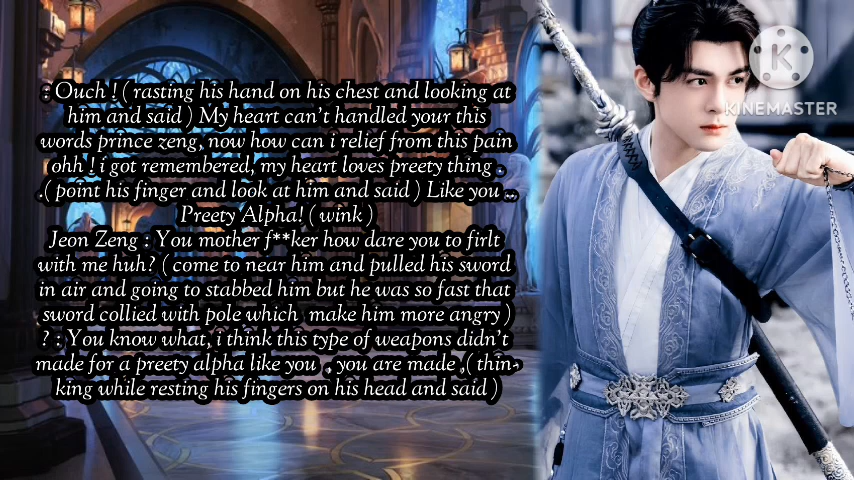 : Ouch ! ( rasting his hand on his chest and looking at
him and said ) My heart can't handled your this
words prince zeng, now how can i relief from this pain
ohh ! i got remembered, my heart loves preety thing .
.( point his finger and look at him and said ) Like you ..
Preety Alpha! ( wink )
Jeon Zeng : You mother f**ker how dare you to firlt
with me huh? ( come to near him and pulled his sword
in air and going to stabbed him but he was so fast that
sword collied with pole which make him more angry )
? : You know what, i think this type of weapons didn't
made for a preety alpha like you , you are made ,( thin-
king while resting his fingers on his head and said )
KINEMASTER